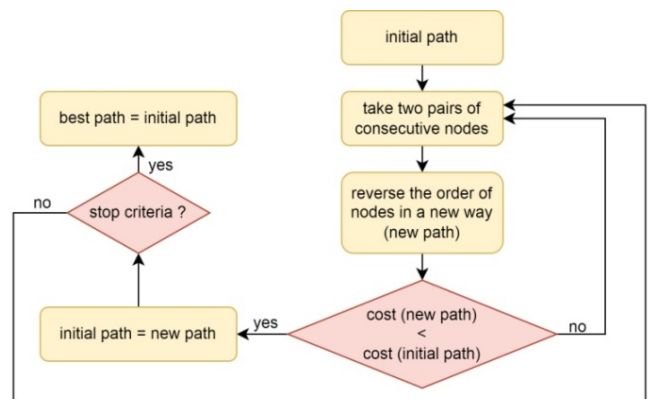 initial path
take two pairs of
consecutive nodes
best path = initial path
yes
reverse the order of
nodes in a new way
(new path)
no
stop criteria ?
cost (new path)
<
cost (initial path)
yes
no
initial path = new path